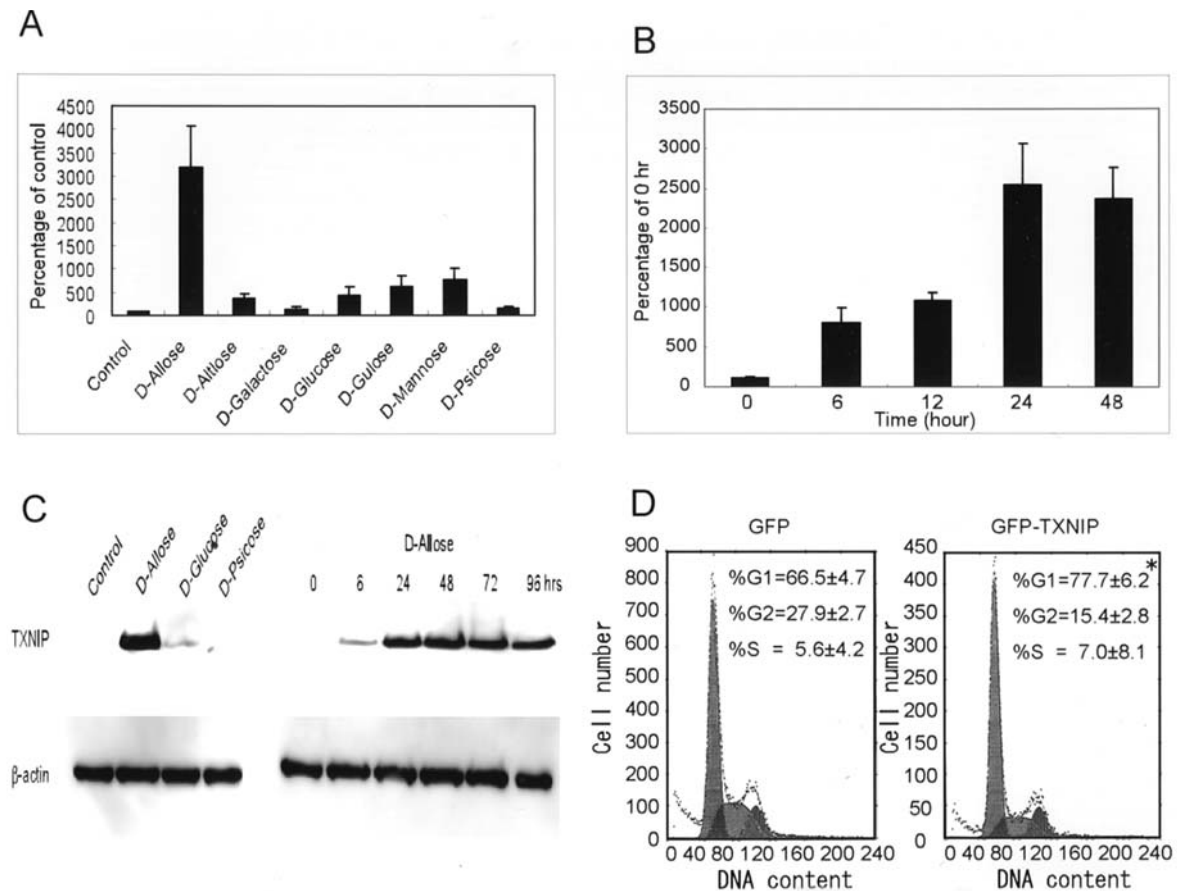 A
Percentage of control
4500
4000
3500
3000
2500
2000
1500
1000
500
0
Control
D-Allose
D-Altlose
D-Galactose
D-Glucose
D-Gulose
D-Mannose
D-Psicose
B
Percentage of 0 hr
3500
3000
2500
2000
1500
1000
500
0
0 6 12 24 48
Time (hour)
C
Control
D-Allose
D-Glucose
D-Psicose
D-Allose
0 6 24 48 72 96 hrs
TXNIP
β-actin
D
GFP
Cell number
900
800
700
600
500
400
300
200
100
0
%G1=66.5±4.7
%G2=27.9±2.7
%S = 5.6±4.2
0 40 80 120 160 200 240
DNA content
GFP-TXNIP
Cell number
450
400
350
300
250
200
150
100
50
0
*
%G1=77.7±6.2
%G2=15.4±2.8
%S = 7.0±8.1
0 40 80 120 160 200 240
DNA content